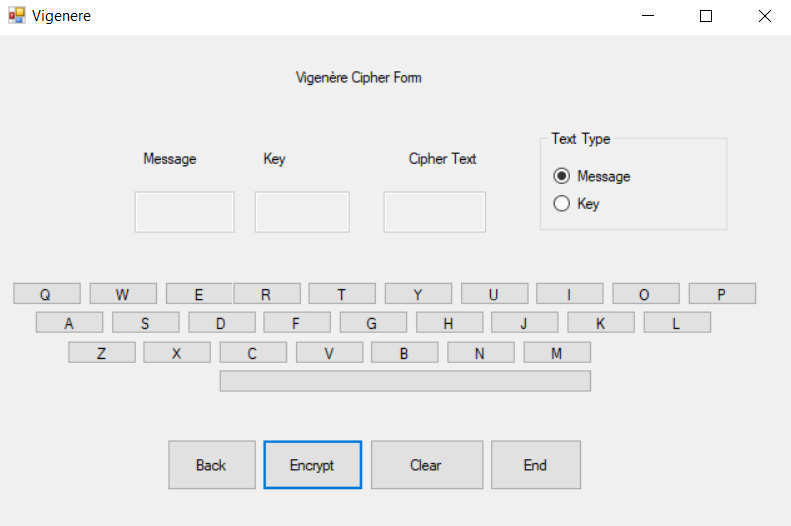 Vigenere
Vigenère Cipher Form
Message Key Cipher Text
Text Type
Message
Key
Q W E R T Y U I O P
A S D F G H J K L
Z X C V B N M
Back Encrypt Clear End